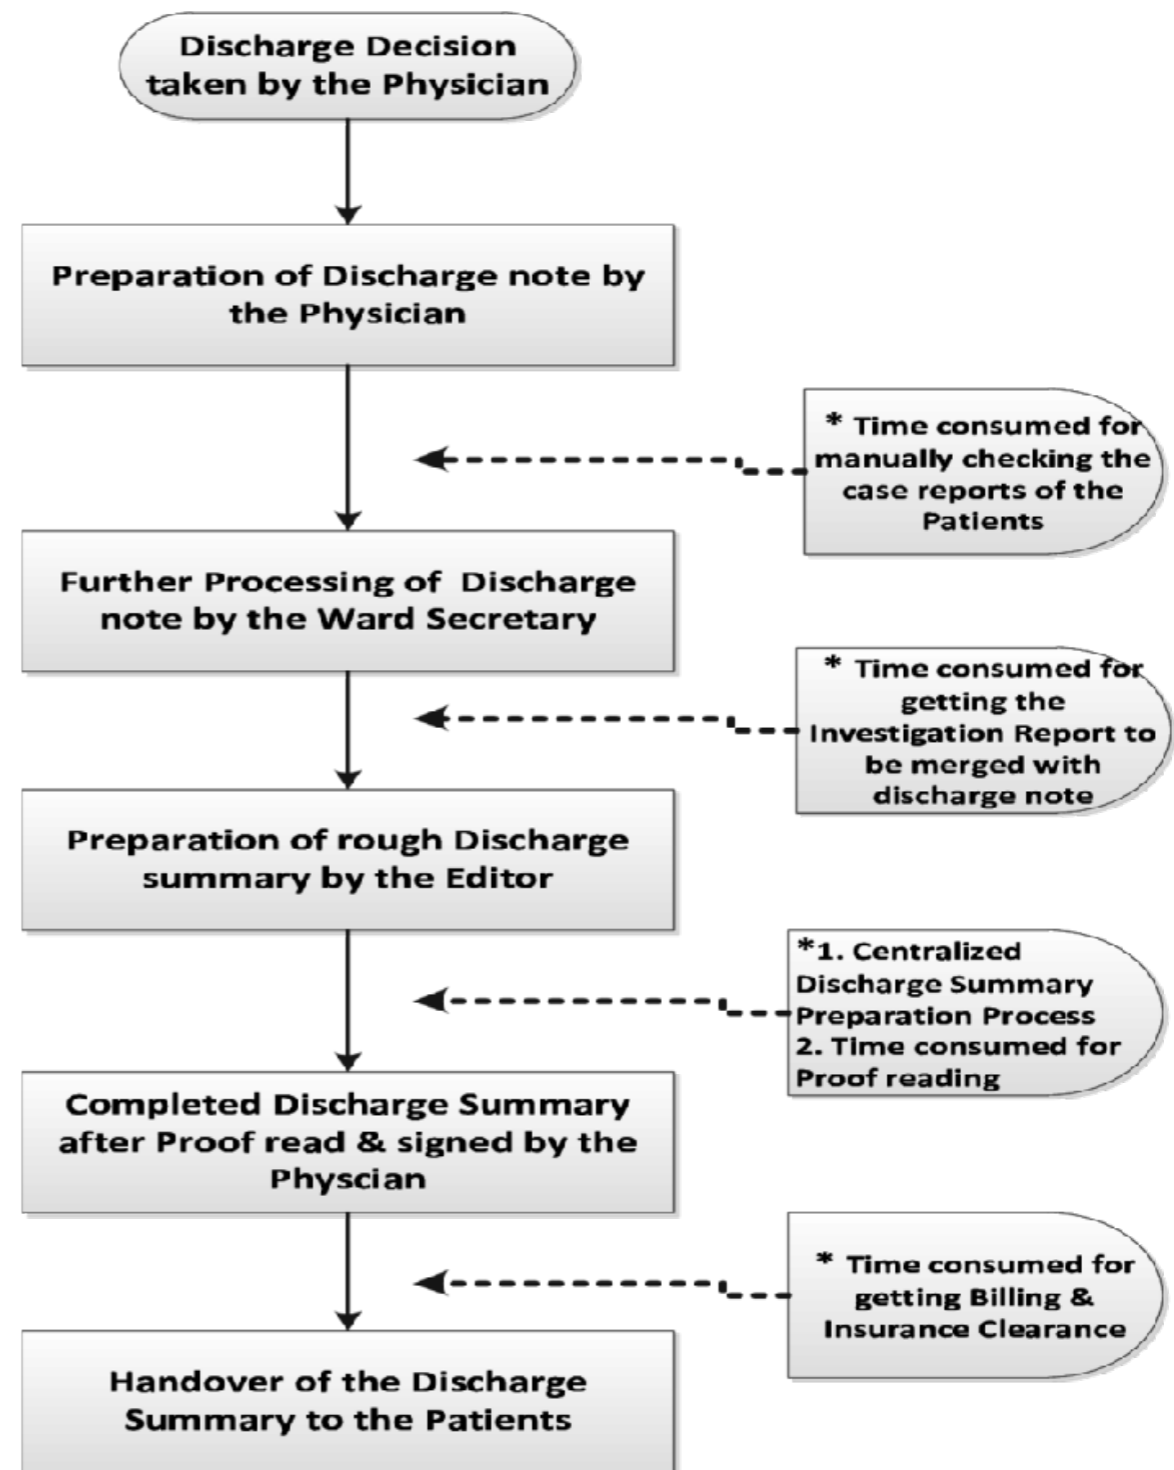 Discharge Decision
taken by the Physician
Preparation of Discharge note by
the Physician
* Time consumed for
manually checking the
case reports of the
Patients
Further Processing of Discharge
note by the Ward Secretary
* Time consumed for
getting the
Investigation Report to
be merged with
discharge note
Preparation of rough Discharge
summary by the Editor
*1. Centralized
Discharge Summary
Preparation Process
2. Time consumed for
Proof reading
Completed Discharge Summary
after Proof read & signed by the
Physcian
* Time consumed for
getting Billing &
Insurance Clearance
Handover of the Discharge
Summary to the Patients